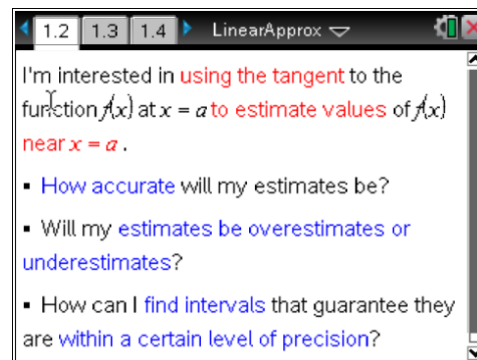 1.2 1.3 1.4 LinearApprox
I'm interested in using the tangent to the
function f(x) at x = a to estimate values of f(x)
near x = a .
▪ How accurate will my estimates be?
▪ Will my estimates be overestimates or
underestimates?
▪ How can I find intervals that guarantee they
are within a certain level of precision?